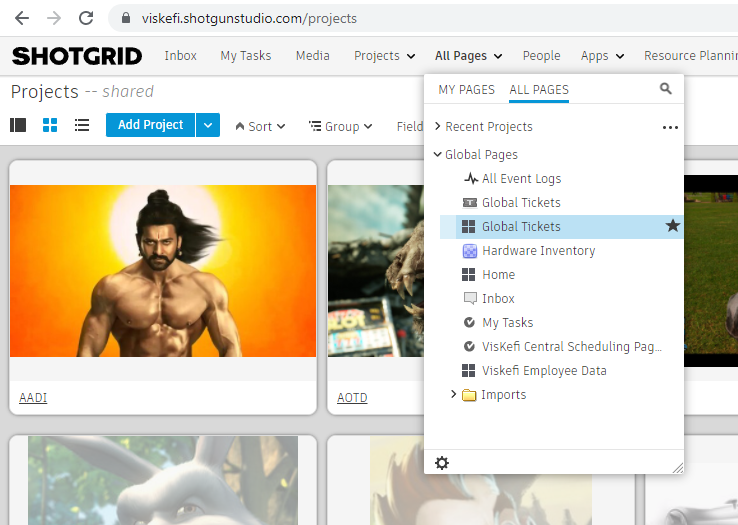 viskefi.shotgunstudio.com/projects
SHOTGRID Inbox My Tasks Media Projects All Pages People Apps Resource Plannin
Projects -- shared
Add Project Sort Group Field
MY PAGES ALL PAGES
Recent Projects
Global Pages
All Event Logs
Global Tickets
Global Tickets
Hardware Inventory
Home
Inbox
My Tasks
VisKefi Central Scheduling Pag...
Viskefi Employee Data
Imports
AADI AOTD